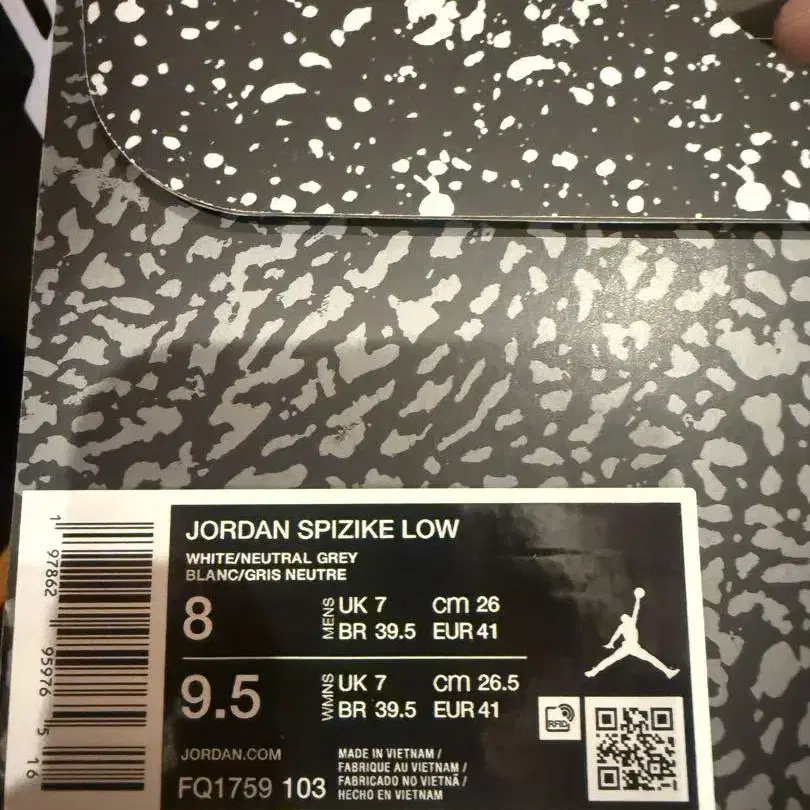 JORDAN SPIZIKE LOW
WHITE/NEUTRAL GREY
BLANC/GRIS NEUTRE
8
MENS
UK 7 cm 26
BR 39.5 EUR 41
9.5
WMNS
UK 7 cm 26.5
BR 39.5 EUR 41
RFID
JORDAN.COM
FQ1759 103
MADE IN VIETNAM /
FABRIQUE AU VIETNAM /
FABRICADO NO VIETNÃ /
HECHO EN VIETNAM
1 97862 95976 5 16